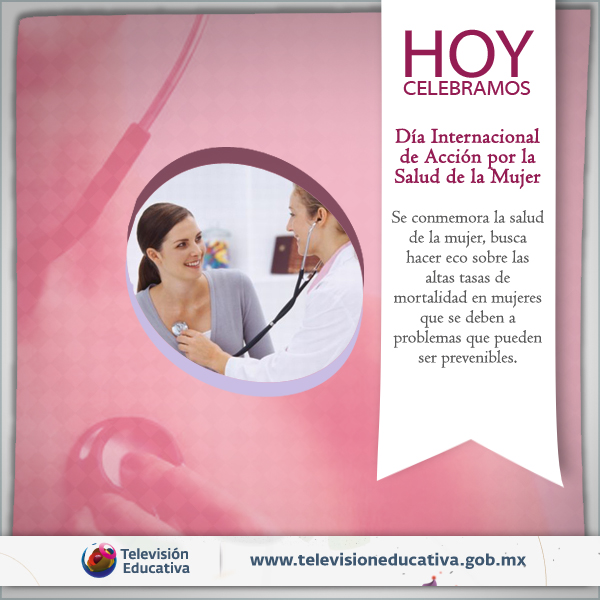 HOY
CELEBRAMOS
Día Internacional
de Acción por la
Salud de la Mujer
Se conmemora la salud
de la mujer, busca
hacer eco sobre las
altas tasas de
mortalidad en mujeres
que se deben a
problemas que pueden
ser prevenibles.
Televisión
Educativa
www.televisioneducativa.gob.mx